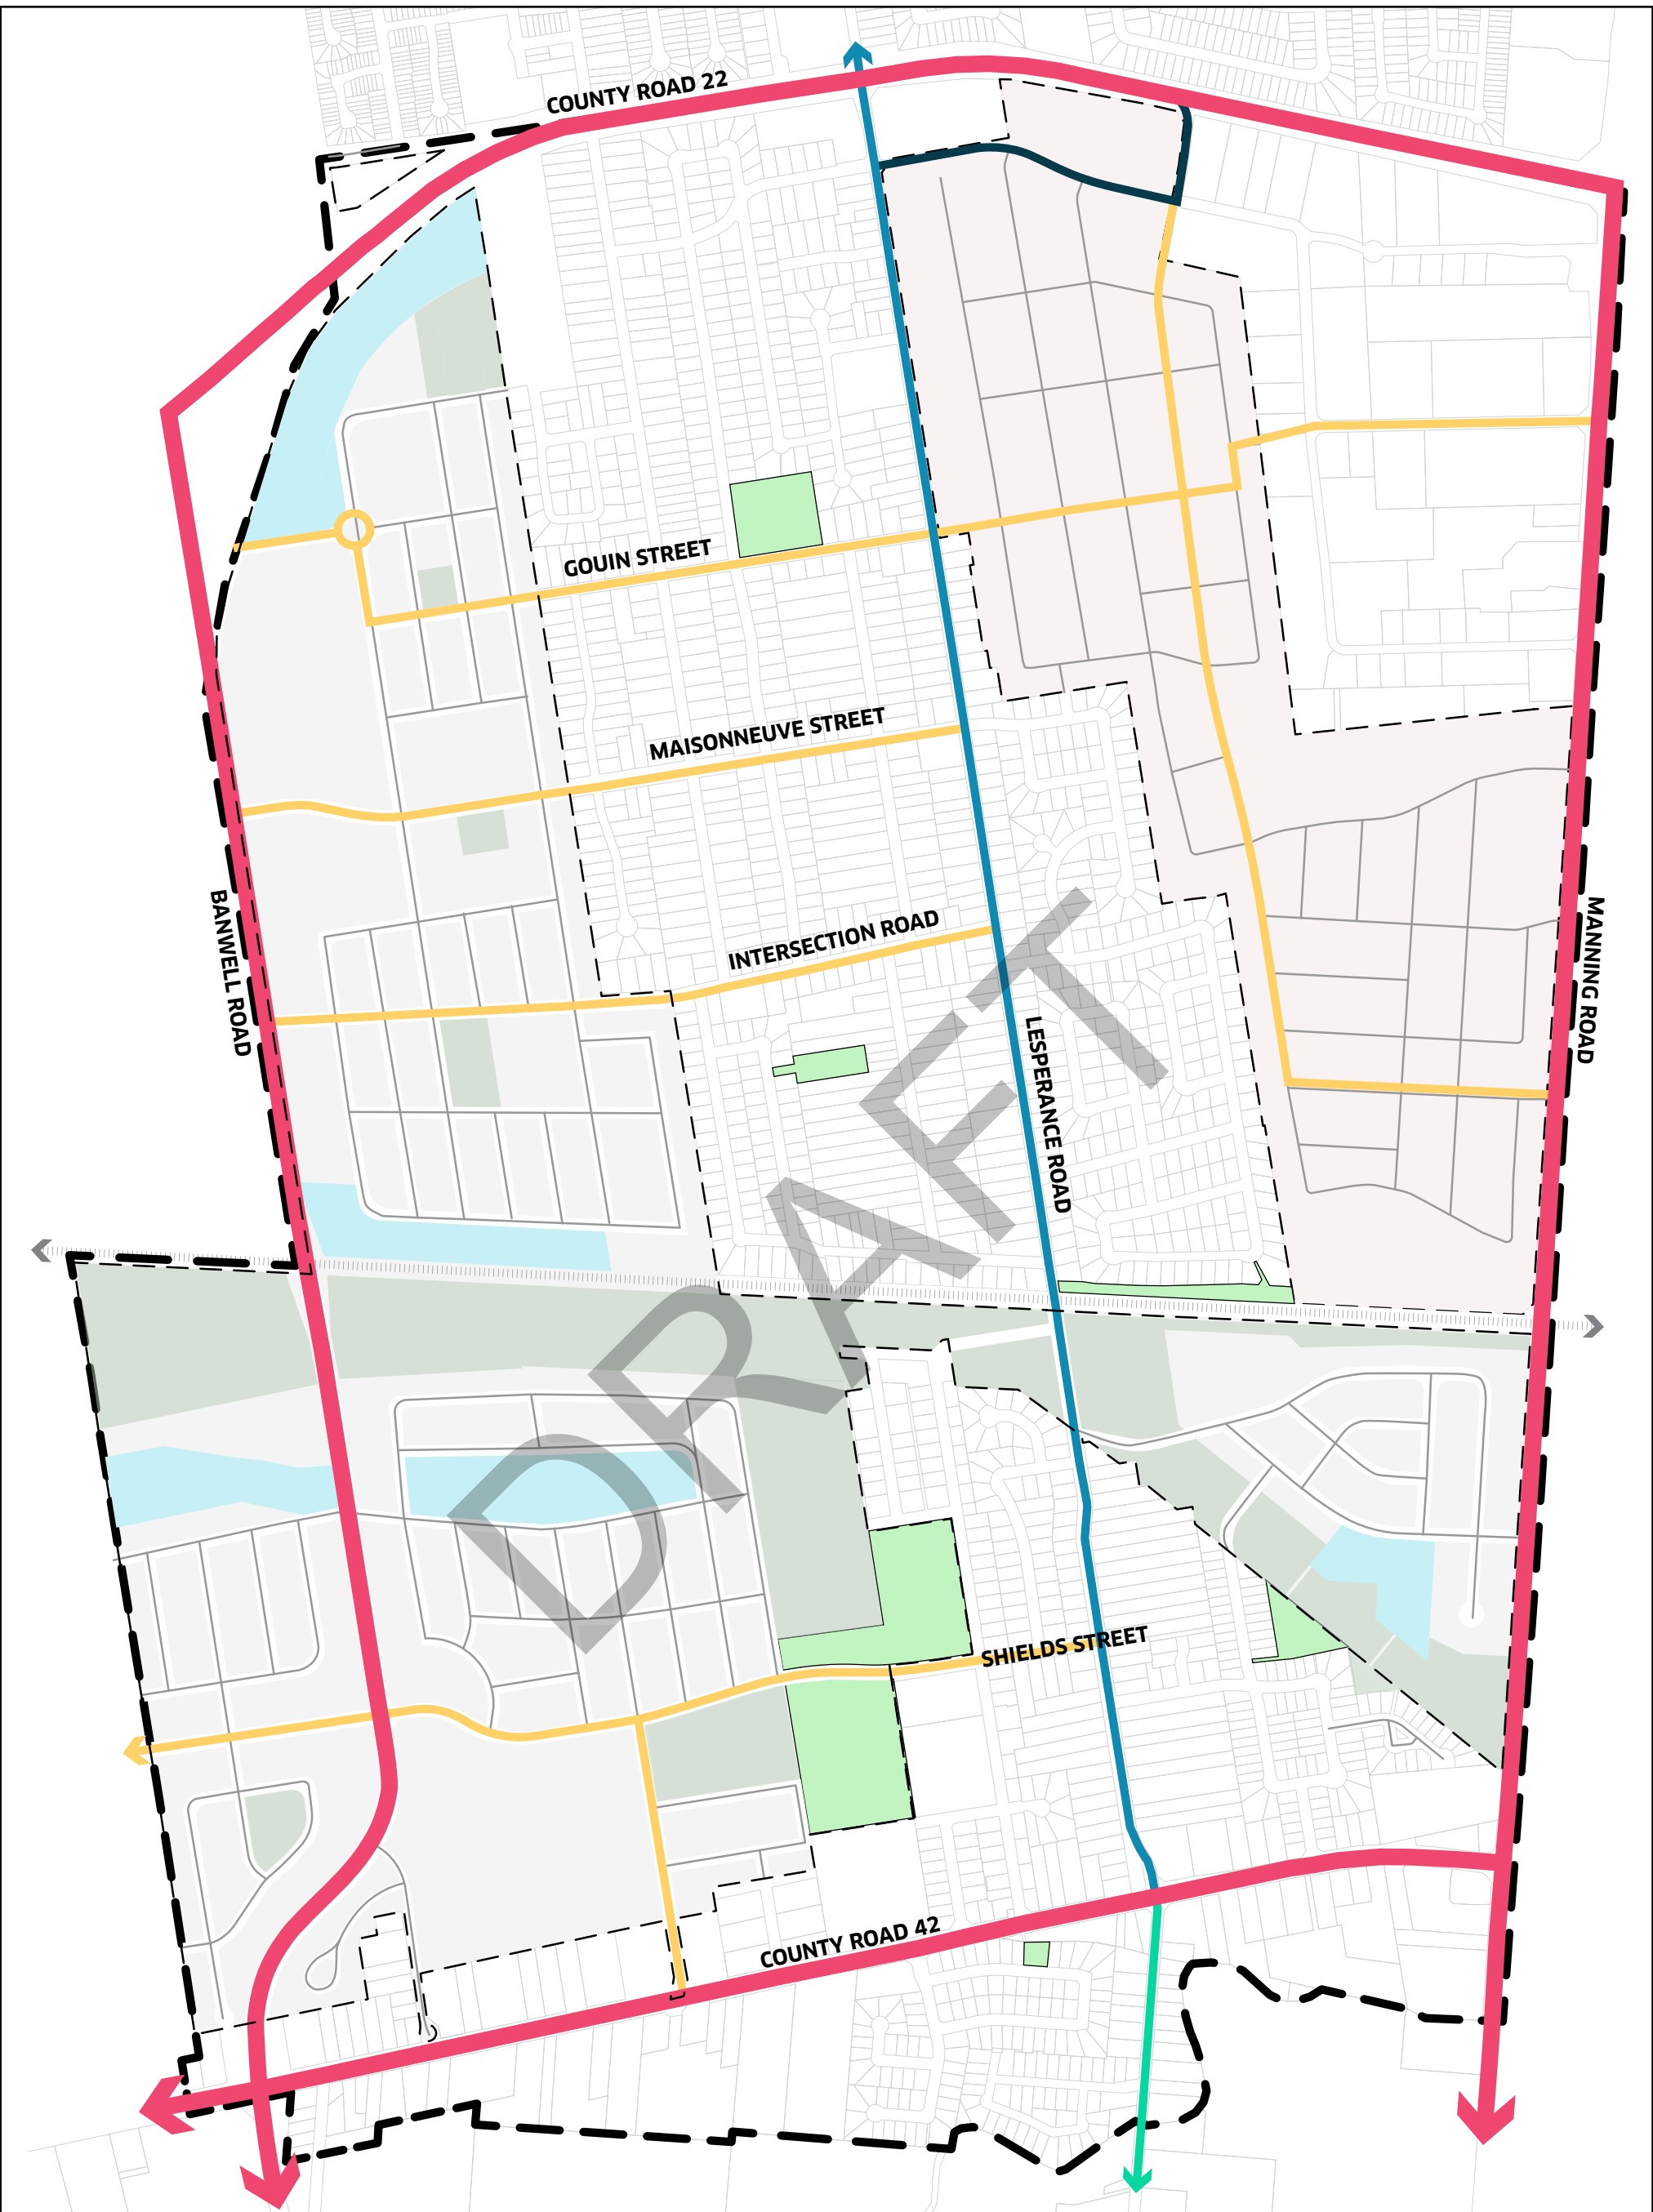 COUNTY ROAD 22
GOUIN STREET
MAISONNEUVE STREET
INTERSECTION ROAD
BANWELL ROAD
MANNING ROAD
LESPERANCE ROAD
DRAFT
SHIELDS STREET
COUNTY ROAD 42